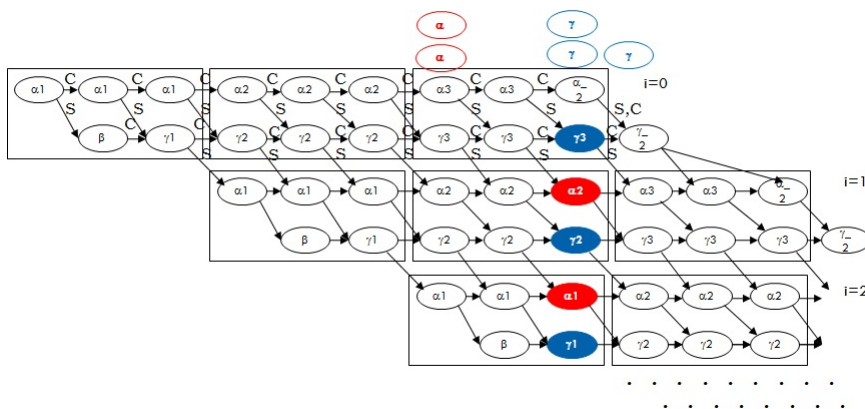 α γ
α γ γ
C C C C C C C C
α1 α1 α1 α2 α2 α2 α3 α3 α_2 i=0
S S S S S S S S S,C
C C C C C
β γ1 γ2 γ2 γ2 γ3 γ3 γ3 γ_2
S S S S S S S
α1 α1 α1 α2 α2 α2 α3 α3 α_2 i=1
β γ1 γ2 γ2 γ2 γ3 γ3 γ3 γ_2
α1 α1 α1 α2 α2 α2 i=2
β γ1 γ2 γ2 γ2
. . . . . . . . .
. . . . . . . .